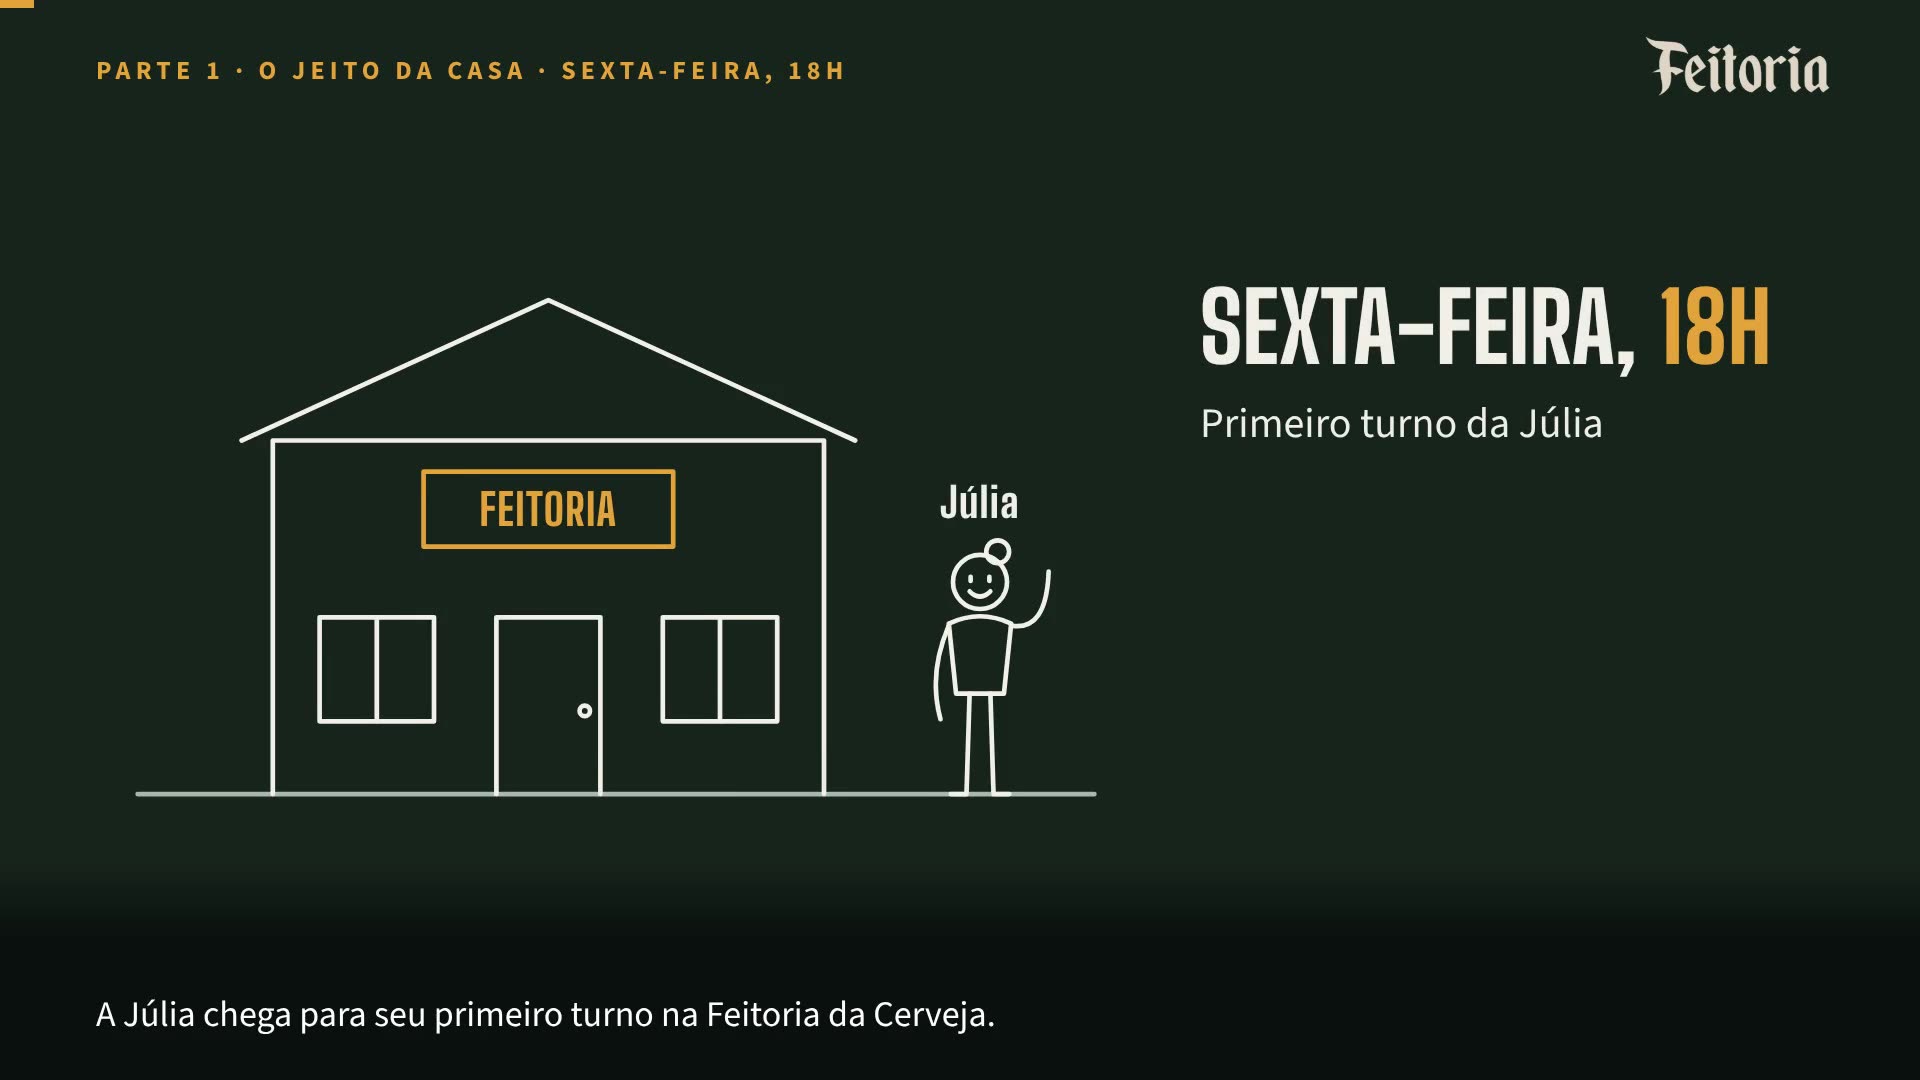 PARTE 1 · O JEITO DA CASA · SEXTA-FEIRA, 18H
Feitoria
SEXTA-FEIRA, 18H
Primeiro turno da Júlia
FEITORIA
Júlia
A Júlia chega para seu primeiro turno na Feitoria da Cerveja.